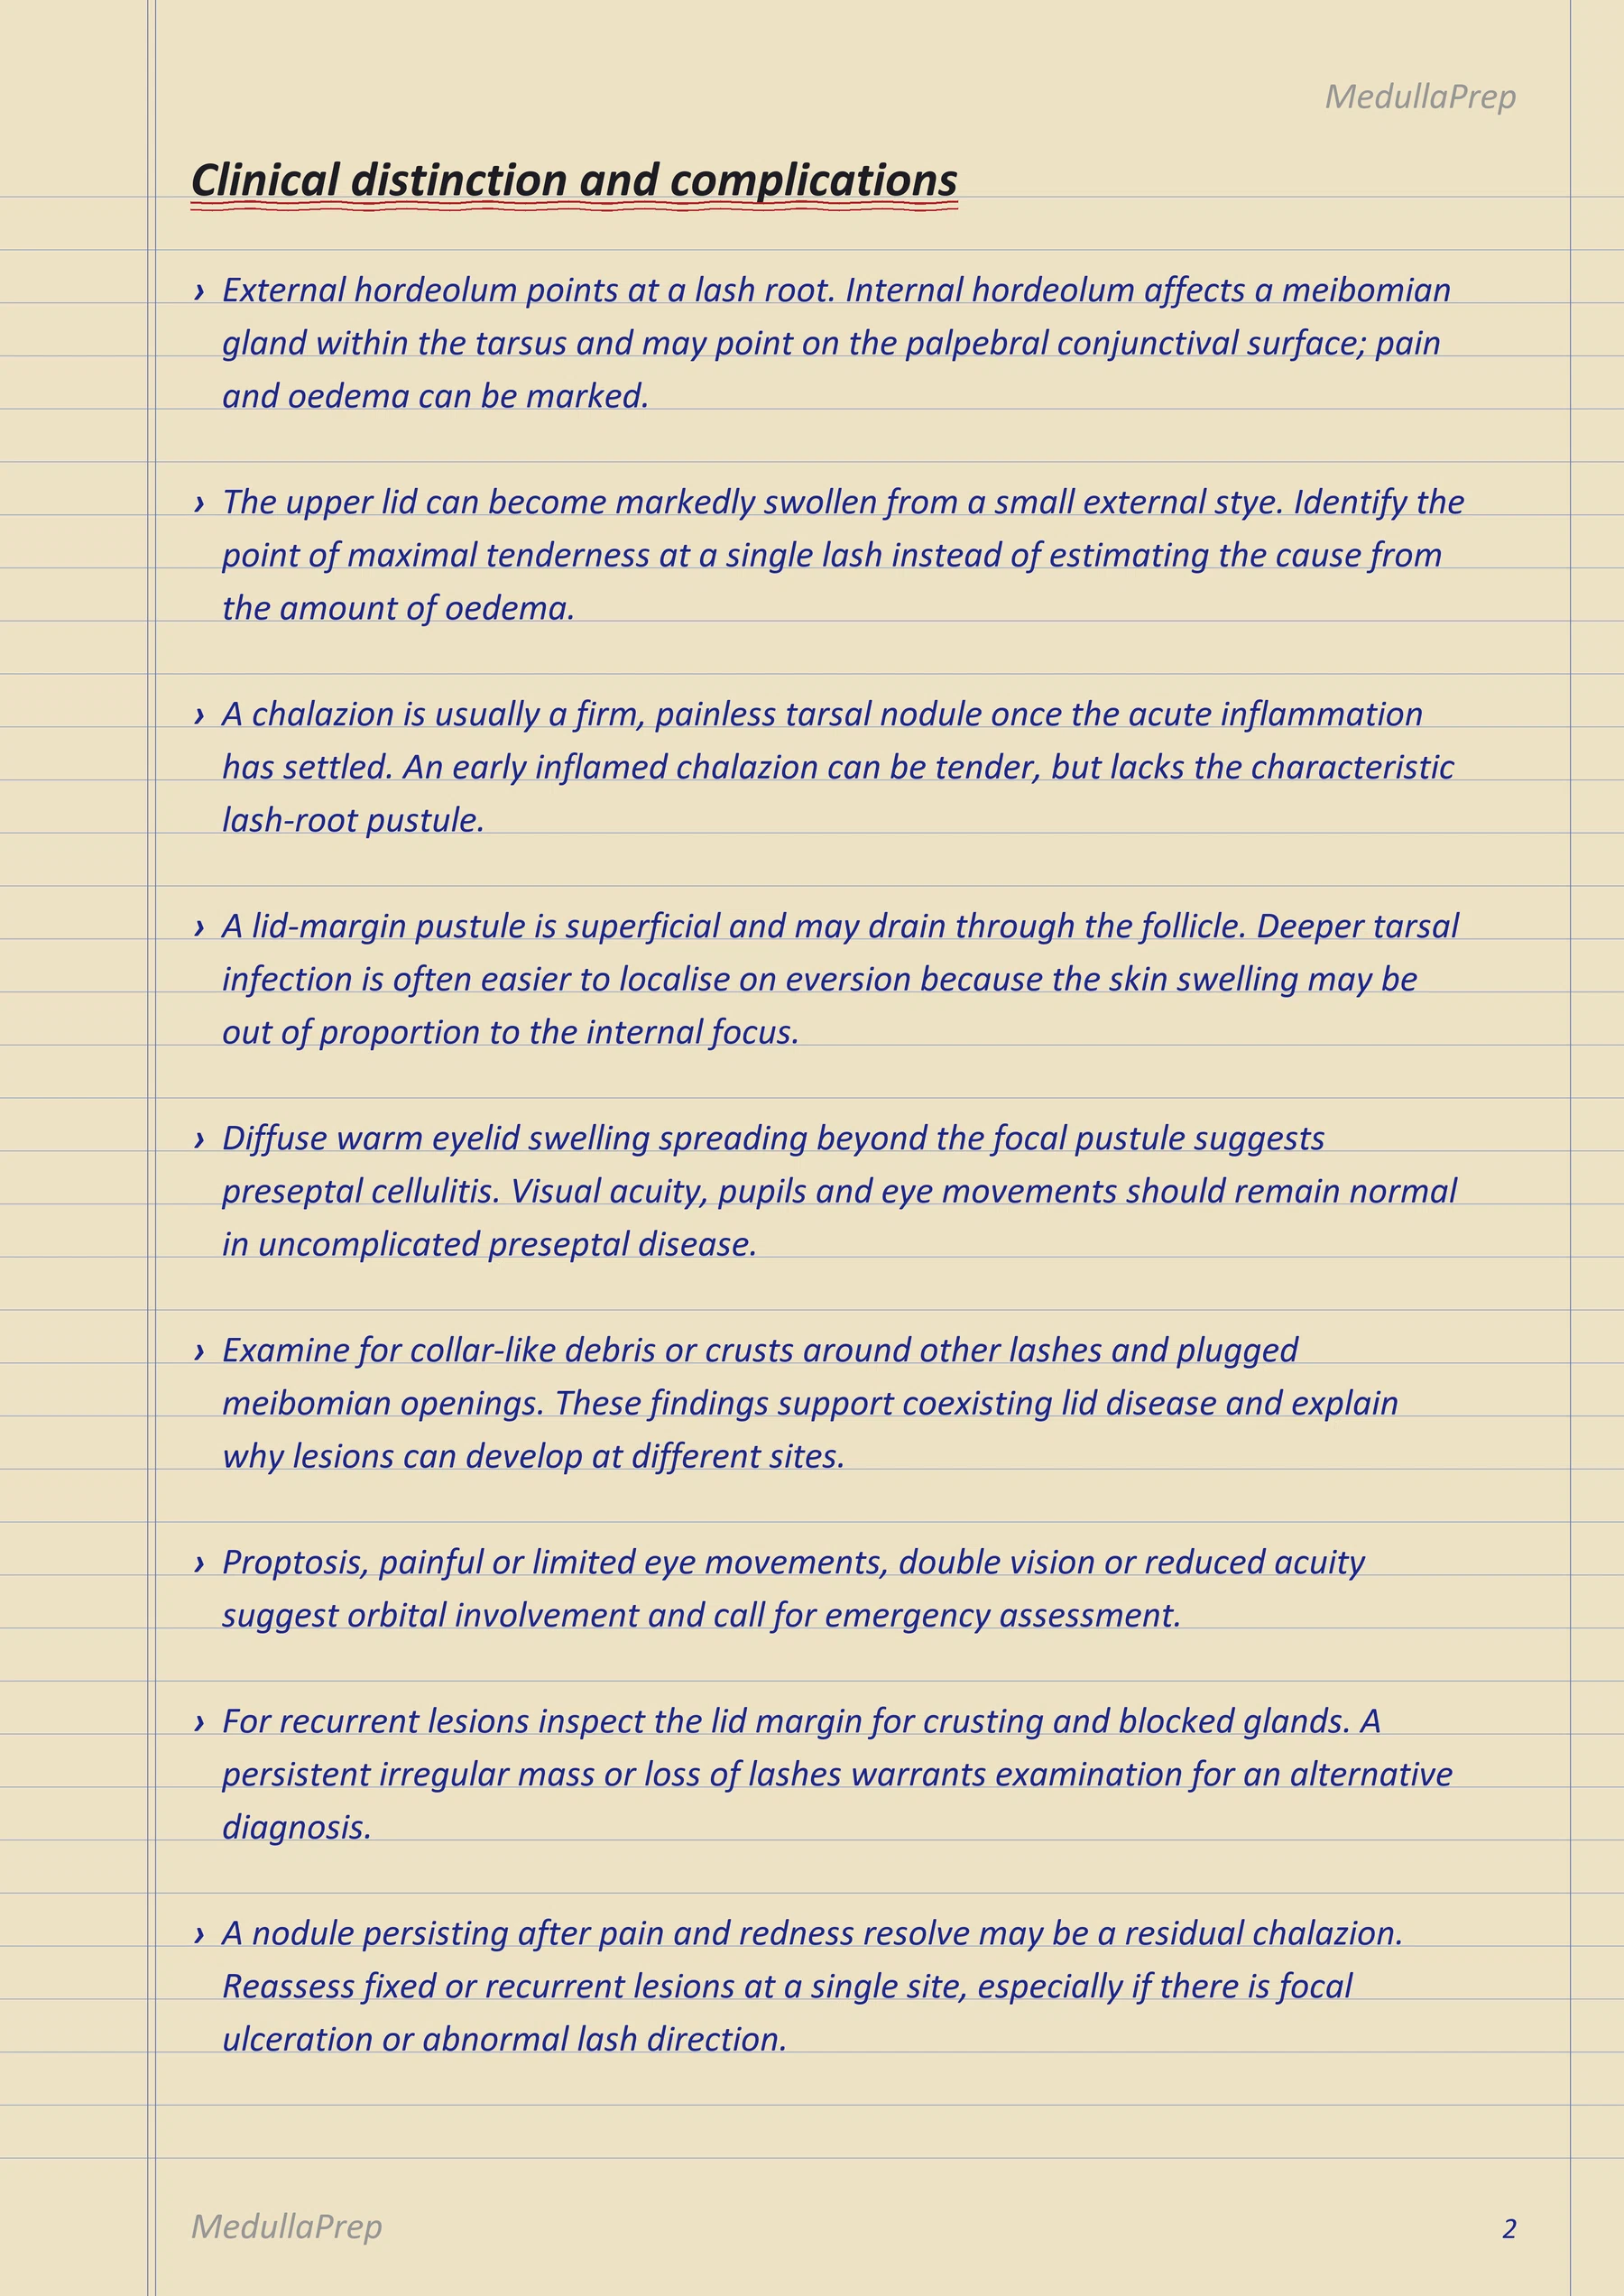 MedullaPrep
Clinical distinction and complications
› External hordeolum points at a lash root. Internal hordeolum affects a meibomian
gland within the tarsus and may point on the palpebral conjunctival surface; pain
and oedema can be marked.
› The upper lid can become markedly swollen from a small external stye. Identify the
point of maximal tenderness at a single lash instead of estimating the cause from
the amount of oedema.
› A chalazion is usually a firm, painless tarsal nodule once the acute inflammation
has settled. An early inflamed chalazion can be tender, but lacks the characteristic
lash-root pustule.
› A lid-margin pustule is superficial and may drain through the follicle. Deeper tarsal
infection is often easier to localise on eversion because the skin swelling may be
out of proportion to the internal focus.
› Diffuse warm eyelid swelling spreading beyond the focal pustule suggests
preseptal cellulitis. Visual acuity, pupils and eye movements should remain normal
in uncomplicated preseptal disease.
› Examine for collar-like debris or crusts around other lashes and plugged
meibomian openings. These findings support coexisting lid disease and explain
why lesions can develop at different sites.
› Proptosis, painful or limited eye movements, double vision or reduced acuity
suggest orbital involvement and call for emergency assessment.
› For recurrent lesions inspect the lid margin for crusting and blocked glands. A
persistent irregular mass or loss of lashes warrants examination for an alternative
diagnosis.
› A nodule persisting after pain and redness resolve may be a residual chalazion.
Reassess fixed or recurrent lesions at a single site, especially if there is focal
ulceration or abnormal lash direction.
MedullaPrep
2